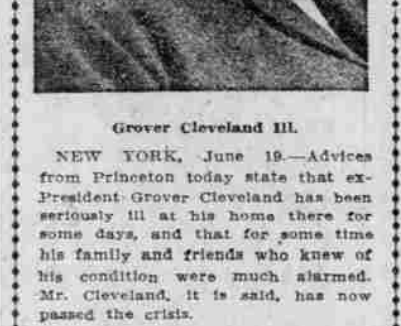 Grover Cleveland Ill.
NEW YORK, June 19.—Advices
from Princeton today state that ex-
President Grover Cleveland has been
seriously ill at his home there for
some days, and that for some time
his family and friends who knew of
his condition were much alarmed.
Mr. Cleveland, it is said, has now
passed the crisis.